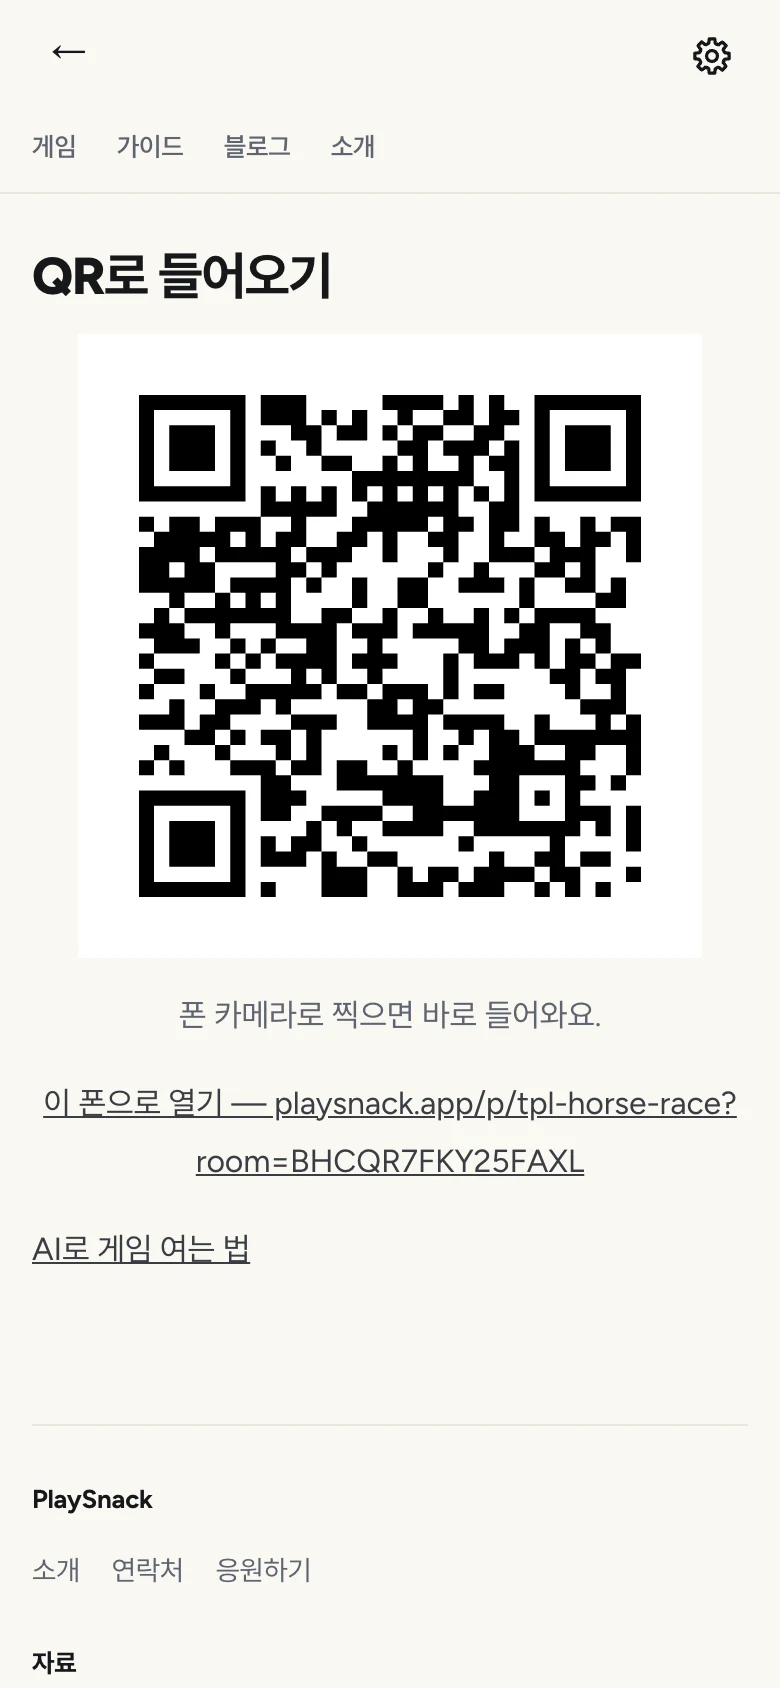 ←
게임 가이드 블로그 소개
QR로 들어오기
폰 카메라로 찍으면 바로 들어와요.
이 폰으로 열기 — playsnack.app/p/tpl-horse-race?
room=BHCQR7FKY25FAXL
AI로 게임 여는 법
PlaySnack
소개 연락처 응원하기
자료